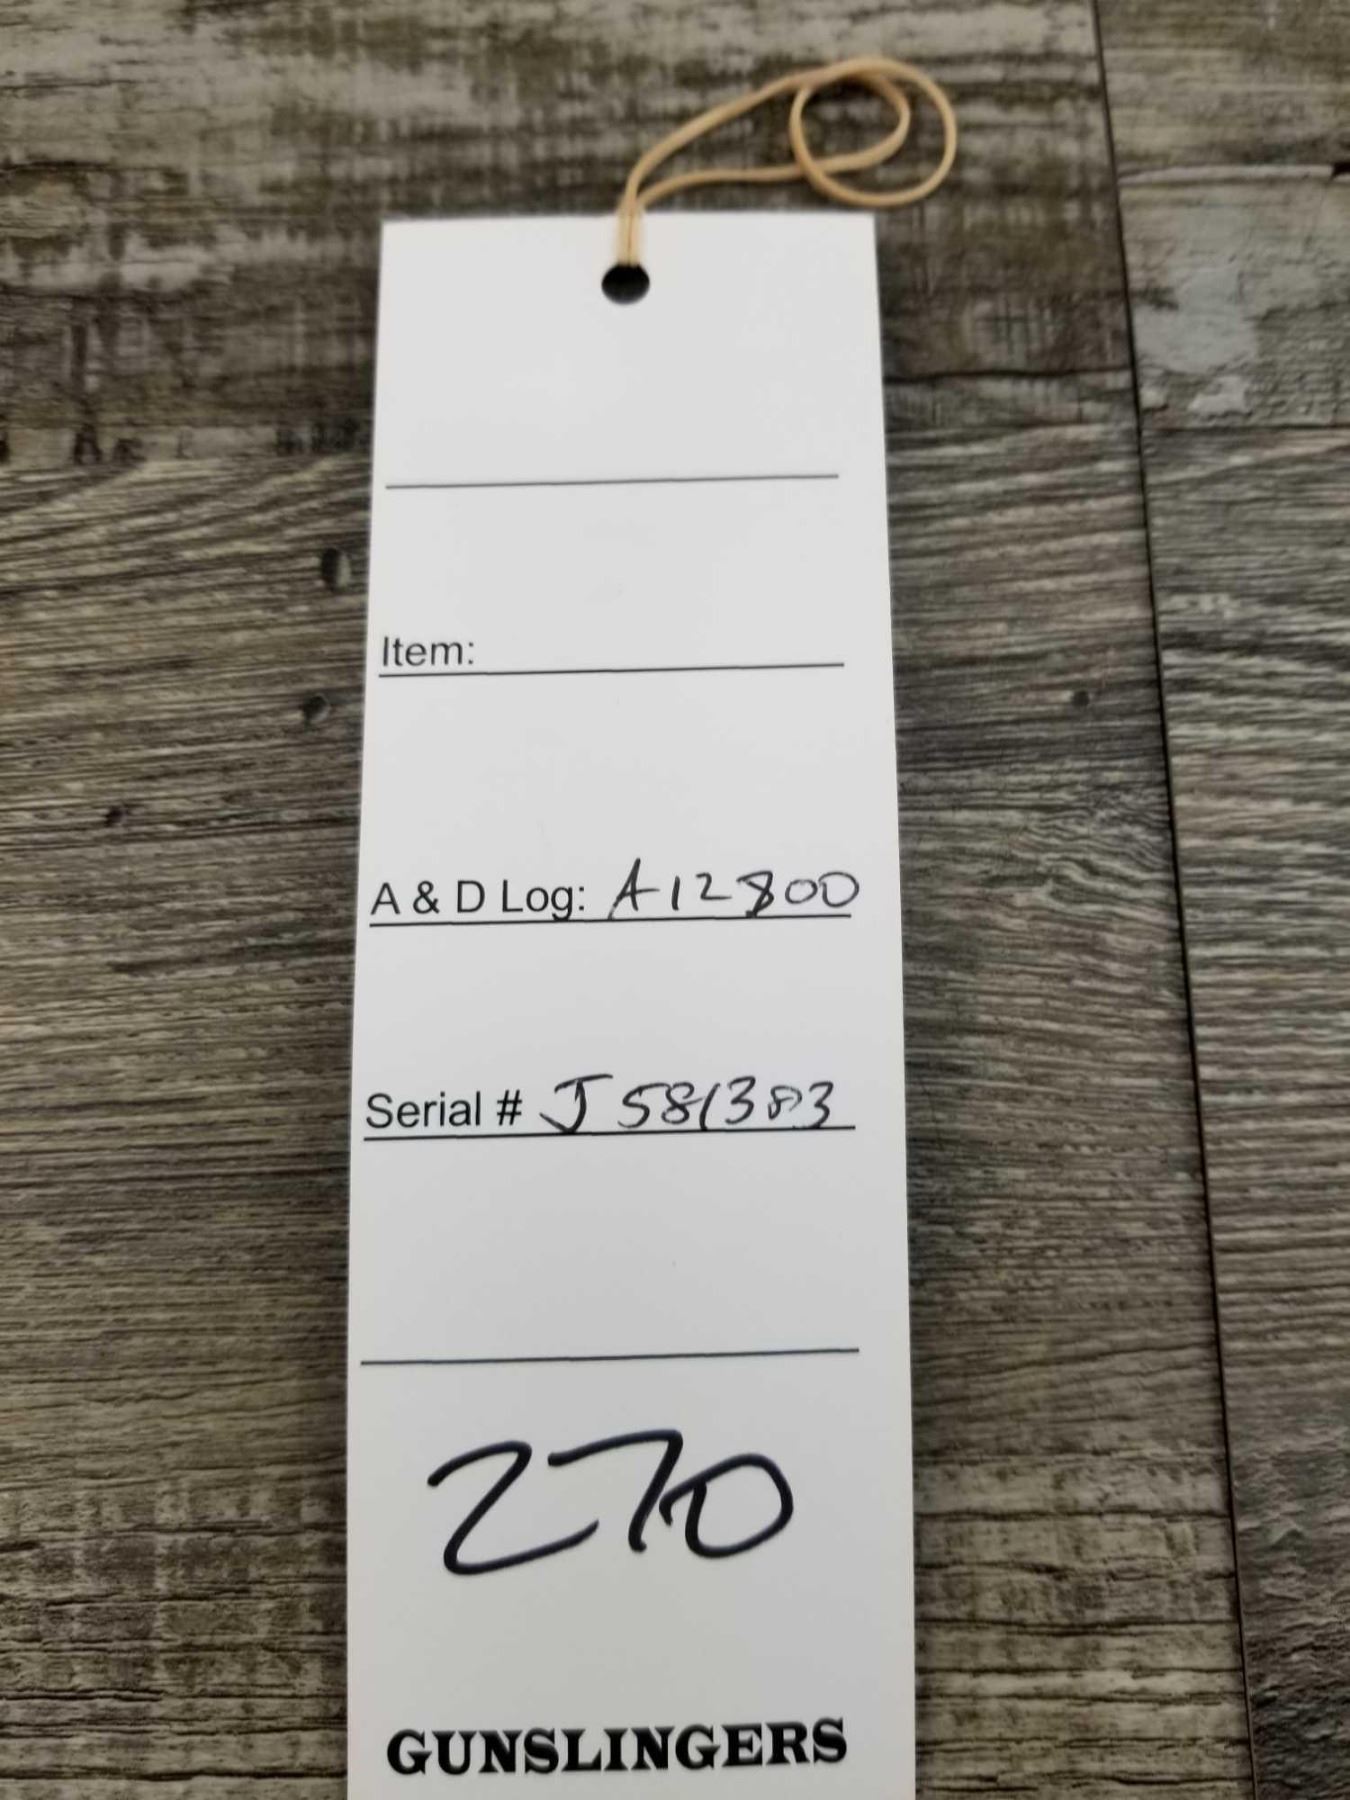 Item:
A & D Log: A12800
Serial # J581383
270
GUNSLINGERS